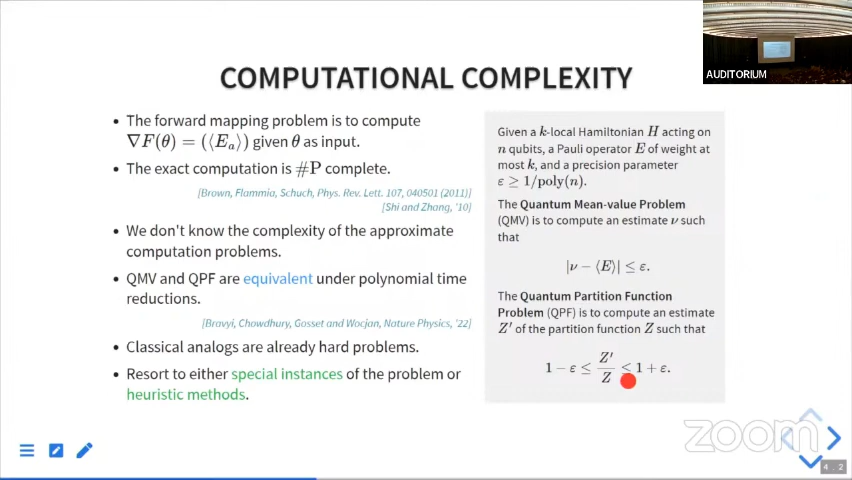 AUDITORIUM
COMPUTATIONAL COMPLEXITY
• The forward mapping problem is to compute
∇F(θ) = (⟨Eₐ⟩) given θ as input.
• The exact computation is #P complete.
[Brown, Flammia, Schuch, Phys. Rev. Lett. 107, 040501 (2011)]
[Shi and Zhang, '10]
• We don't know the complexity of the approximate
computation problems.
• QMV and QPF are equivalent under polynomial time
reductions.
[Bravyi, Chowdhury, Gosset and Wocjan, Nature Physics, '22]
• Classical analogs are already hard problems.
• Resort to either special instances of the problem or
heuristic methods.
Given a k-local Hamiltonian H acting on
n qubits, a Pauli operator E of weight at
most k, and a precision parameter
ε ≥ 1/poly(n).
The Quantum Mean-value Problem
(QMV) is to compute an estimate ν such
that
|ν − ⟨E⟩| ≤ ε.
The Quantum Partition Function
Problem (QPF) is to compute an estimate
Z′ of the partition function Z such that
1 − ε ≤ Z′/Z ≤ 1 + ε.
zoom
4.2